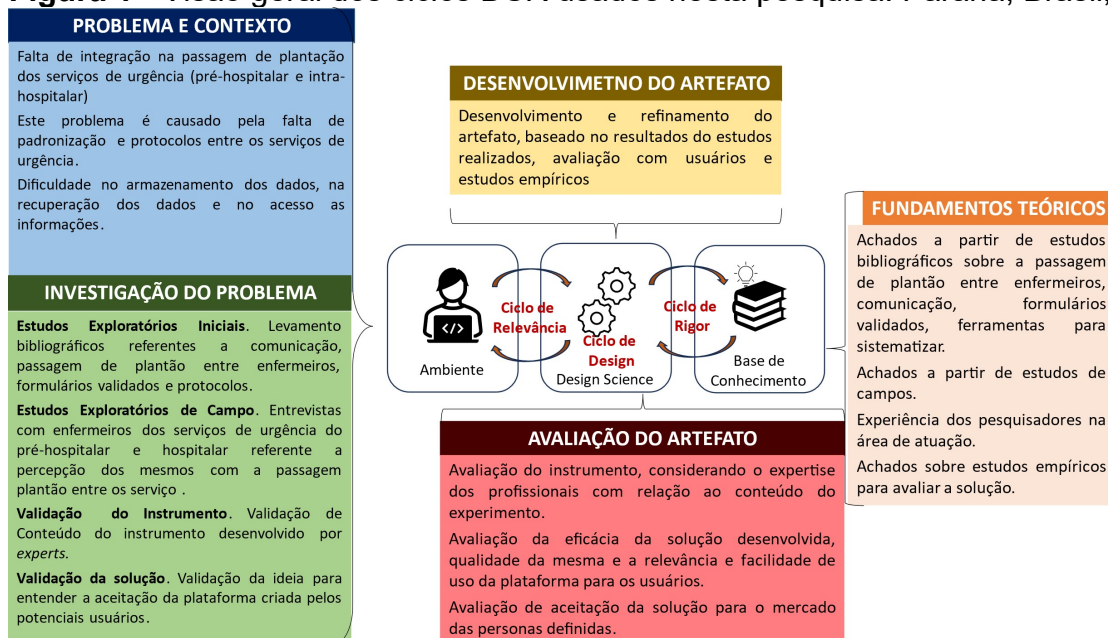 Figura 1 - Visão geral dos ciclos DSR usados nesta pesquisa. Paraná, Brasil,
PROBLEMA E CONTEXTO
Falta de integração na passagem de plantação
dos serviços de urgência (pré-hospitalar e intra-
hospitalar)
Este problema é causado pela falta de
padronização e protocolos entre os serviços de
urgência.
Dificuldade no armazenamento dos dados, na
recuperação dos dados e no acesso as
informações.
INVESTIGAÇÃO DO PROBLEMA
Estudos Exploratórios Iniciais. Levamento
bibliográficos referentes a comunicação,
passagem de plantão entre enfermeiros,
formulários validados e protocolos.
Estudos Exploratórios de Campo. Entrevistas
com enfermeiros dos serviços de urgência do
pré-hospitalar e hospitalar referente a
percepção dos mesmos com a passagem
plantão entre os serviço .
Validação do Instrumento. Validação de
Conteúdo do instrumento desenvolvido por
experts.
Validação da solução. Validação da ideia para
entender a aceitação da plataforma criada pelos
potenciais usuários.
DESENVOLVIMETNO DO ARTEFATO
Desenvolvimento e refinamento do
artefato, baseado no resultados do estudos
realizados, avaliação com usuários e
estudos empíricos
Ambiente
Ciclo de
Relevância
Ciclo de
Design
Design Science
Ciclo de
Rigor
Base de
Conhecimento
AVALIAÇÃO DO ARTEFATO
Avaliação do instrumento, considerando o expertise
dos profissionais com relação ao conteúdo do
experimento.
Avaliação da eficácia da solução desenvolvida,
qualidade da mesma e a relevância e facilidade de
uso da plataforma para os usuários.
Avaliação de aceitação da solução para o mercado
das personas definidas.
FUNDAMENTOS TEÓRICOS
Achados a partir de estudos
bibliográficos sobre a passagem
de plantão entre enfermeiros,
comunicação, formulários
validados, ferramentas para
sistematizar.
Achados a partir de estudos de
campos.
Experiência dos pesquisadores na
área de atuação.
Achados sobre estudos empíricos
para avaliar a solução.